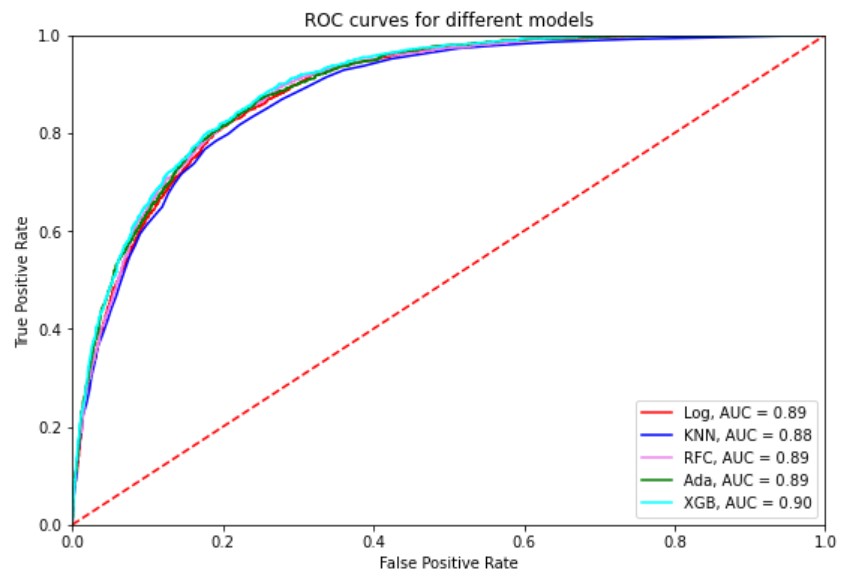 ROC curves for different models
1.0
0.8
0.6
0.4
0.2
0.0
True Positive Rate
Log, AUC = 0.89
KNN, AUC = 0.88
RFC, AUC = 0.89
Ada, AUC = 0.89
XGB, AUC = 0.90
0.0 0.2 0.4 0.6 0.8 1.0
False Positive Rate